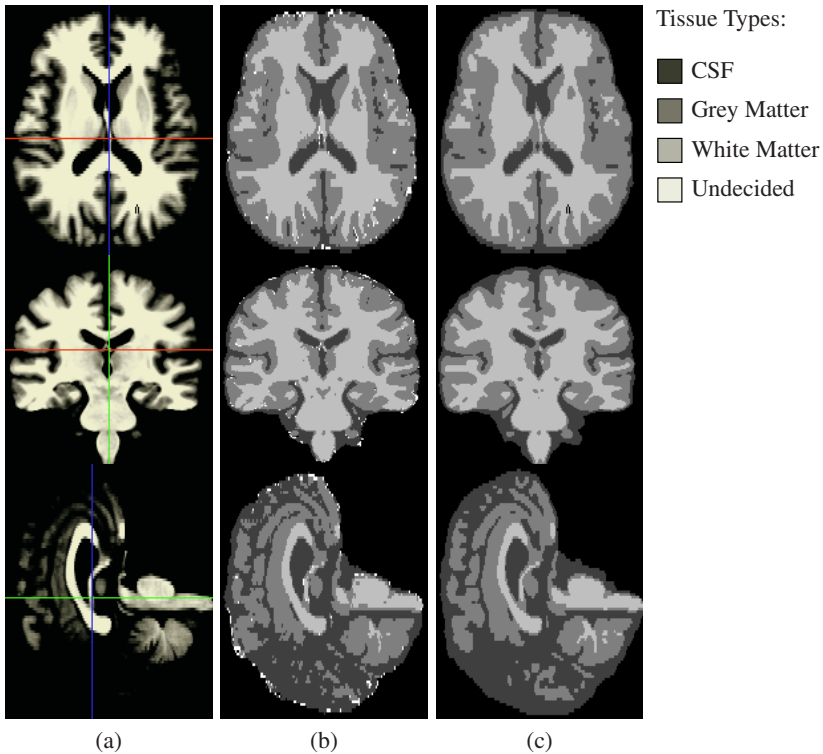 Tissue Types:
CSF
Grey Matter
White Matter
Undecided
(a)
(b)
(c)